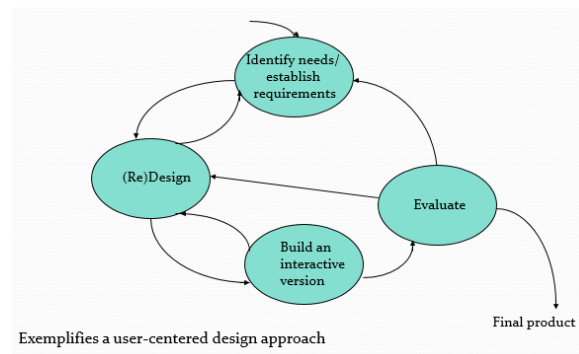 Identify needs/
establish
requirements
(Re)Design
Evaluate
Build an
interactive
version
Final product
Exemplifies a user-centered design approach